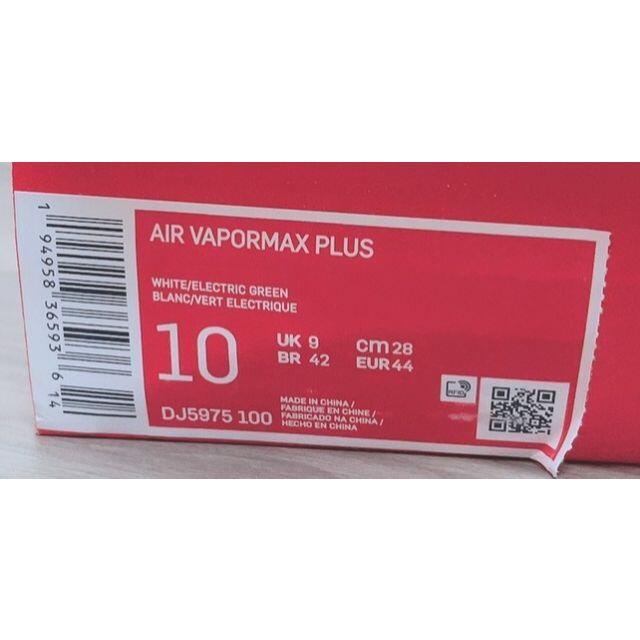 1 94958 36593 6 14
AIR VAPORMAX PLUS
WHITE/ELECTRIC GREEN
BLANC/VERT ELECTRIQUE
10
UK 9 cm 28
BR 42 EUR 44
DJ5975 100
MADE IN CHINA /
FABRIQUE EN CHINE /
FABRICADO NA CHINA /
HECHO EN CHINA
RFID